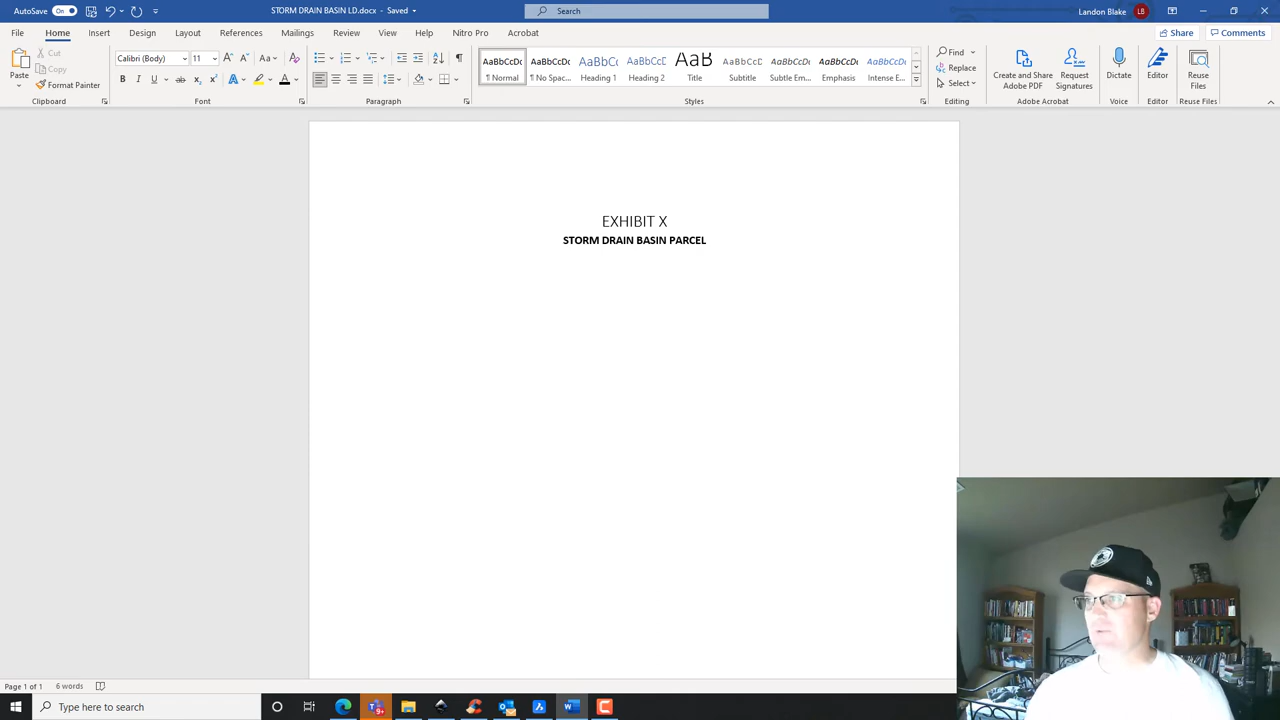 AutoSave On
STORM DRAIN BASIN LD.docx - Saved
Search
Landon Blake LB
File Home Insert Draw Design Layout References Mailings Review View Help Nitro Pro Acrobat
Share Comments
Paste
Cut
Copy
Format Painter
Clipboard
Calibri (Body) 11
Font
Paragraph
AaBbCcDc AaBbCcDc AaBbC AaBbCcC AaB AaBbCcD AaBbCcDc AaBbCcDc AaBbCcDc
¶ Normal ¶ No Spac... Heading 1 Heading 2 Title Subtitle Subtle Em... Emphasis Intense E...
Styles
Find
Replace
Select
Editing
Create and Share Adobe PDF
Request Signatures
Adobe Acrobat
Dictate
Voice
Editor
Editor
Reuse Files
Reuse Files
EXHIBIT X
STORM DRAIN BASIN PARCEL
Page 1 of 1 6 words
Type here to search